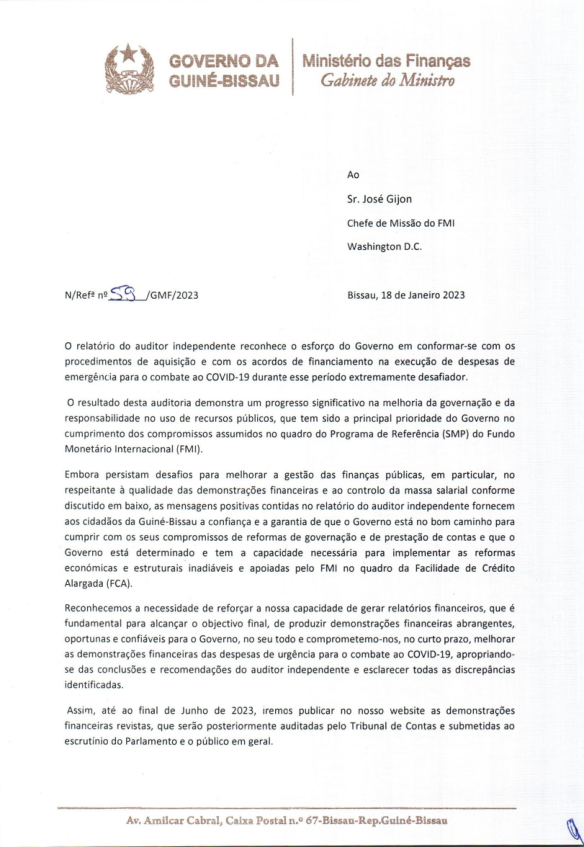 GOVERNO DA
GUINÉ-BISSAU
Ministério das Finanças
Gabinete do Ministro
Ao
Sr. José Gijon
Chefe de Missão do FMI
Washington D.C.
N/Refª nº 59 /GMF/2023
Bissau, 18 de Janeiro 2023
O relatório do auditor independente reconhece o esforço do Governo em conformar-se com os
procedimentos de aquisição e com os acordos de financiamento na execução de despesas de
emergência para o combate ao COVID-19 durante esse período extremamente desafiador.
O resultado desta auditoria demonstra um progresso significativo na melhoria da governação e da
responsabilidade no uso de recursos públicos, que tem sido a principal prioridade do Governo no
cumprimento dos compromissos assumidos no quadro do Programa de Referência (SMP) do Fundo
Monetário Internacional (FMI).
Embora persistam desafios para melhorar a gestão das finanças públicas, em particular, no
respeitante à qualidade das demonstrações financeiras e ao controlo da massa salarial conforme
discutido em baixo, as mensagens positivas contidas no relatório do auditor independente fornecem
aos cidadãos da Guiné-Bissau a confiança e a garantia de que o Governo está no bom caminho para
cumprir com os seus compromissos de reformas de governação e de prestação de contas e que o
Governo está determinado e tem a capacidade necessária para implementar as reformas
económicas e estruturais inadiáveis e apoiadas pelo FMI no quadro da Facilidade de Crédito
Alargada (FCA).
Reconhecemos a necessidade de reforçar a nossa capacidade de gerar relatórios financeiros, que é
fundamental para alcançar o objectivo final, de produzir demonstrações financeiras abrangentes,
oportunas e confiáveis para o Governo, no seu todo e comprometemo-nos, no curto prazo, melhorar
as demonstrações financeiras das despesas de urgência para o combate ao COVID-19, apropriando-
se das conclusões e recomendações do auditor independente e esclarecer todas as discrepâncias
identificadas.
Assim, até ao final de Junho de 2023, iremos publicar no nosso website as demonstrações
financeiras revistas, que serão posteriormente auditadas pelo Tribunal de Contas e submetidas ao
escrutínio do Parlamento e o público em geral.
Av. Amilcar Cabral, Caixa Postal n.º 67-Bissau-Rep.Guiné-Bissau